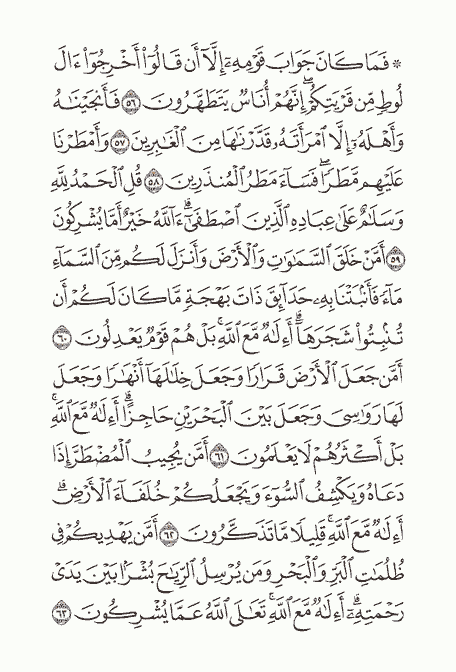 ۞ فَمَا كَانَ جَوَابَ قَوْمِهِۦٓ إِلَّآ أَن قَالُوٓا۟ أَخْرِجُوٓا۟ ءَالَ
لُوطٍ مِّن قَرْيَتِكُمْ ۖ إِنَّهُمْ أُنَاسٌ يَتَطَهَّرُونَ ٥٦ فَأَنجَيْنَـٰهُ
وَأَهْلَهُۥٓ إِلَّا ٱمْرَأَتَهُۥ قَدَّرْنَـٰهَا مِنَ ٱلْغَـٰبِرِينَ ٥٧ وَأَمْطَرْنَا
عَلَيْهِم مَّطَرًا ۖ فَسَآءَ مَطَرُ ٱلْمُنذَرِينَ ٥٨ قُلِ ٱلْحَمْدُ لِلَّهِ
وَسَلَـٰمٌ عَلَىٰ عِبَادِهِ ٱلَّذِينَ ٱصْطَفَىٰٓ ۗ ءَآللَّهُ خَيْرٌ أَمَّا يُشْرِكُونَ
٥٩ أَمَّنْ خَلَقَ ٱلسَّمَـٰوَٰتِ وَٱلْأَرْضَ وَأَنزَلَ لَكُم مِّنَ ٱلسَّمَآءِ
مَآءً فَأَنۢبَتْنَا بِهِۦ حَدَآئِقَ ذَاتَ بَهْجَةٍ مَّا كَانَ لَكُمْ أَن
تُنۢبِتُوا۟ شَجَرَهَآ ۗ أَءِلَـٰهٌ مَّعَ ٱللَّهِ ۚ بَلْ هُمْ قَوْمٌ يَعْدِلُونَ ٦٠
أَمَّن جَعَلَ ٱلْأَرْضَ قَرَارًا وَجَعَلَ خِلَـٰلَهَآ أَنْهَـٰرًا وَجَعَلَ
لَهَا رَوَٰسِىَ وَجَعَلَ بَيْنَ ٱلْبَحْرَيْنِ حَاجِزًا ۗ أَءِلَـٰهٌ مَّعَ ٱللَّهِ ۚ
بَلْ أَكْثَرُهُمْ لَا يَعْلَمُونَ ٦١ أَمَّن يُجِيبُ ٱلْمُضْطَرَّ إِذَا
دَعَاهُ وَيَكْشِفُ ٱلسُّوٓءَ وَيَجْعَلُكُمْ خُلَفَآءَ ٱلْأَرْضِ ۗ
أَءِلَـٰهٌ مَّعَ ٱللَّهِ ۚ قَلِيلًا مَّا تَذَكَّرُونَ ٦٢ أَمَّن يَهْدِيكُمْ فِى
ظُلُمَـٰتِ ٱلْبَرِّ وَٱلْبَحْرِ وَمَن يُرْسِلُ ٱلرِّيَـٰحَ بُشْرًۢا بَيْنَ يَدَىْ
رَحْمَتِهِۦٓ ۗ أَءِلَـٰهٌ مَّعَ ٱللَّهِ ۚ تَعَـٰلَى ٱللَّهُ عَمَّا يُشْرِكُونَ ٦٣